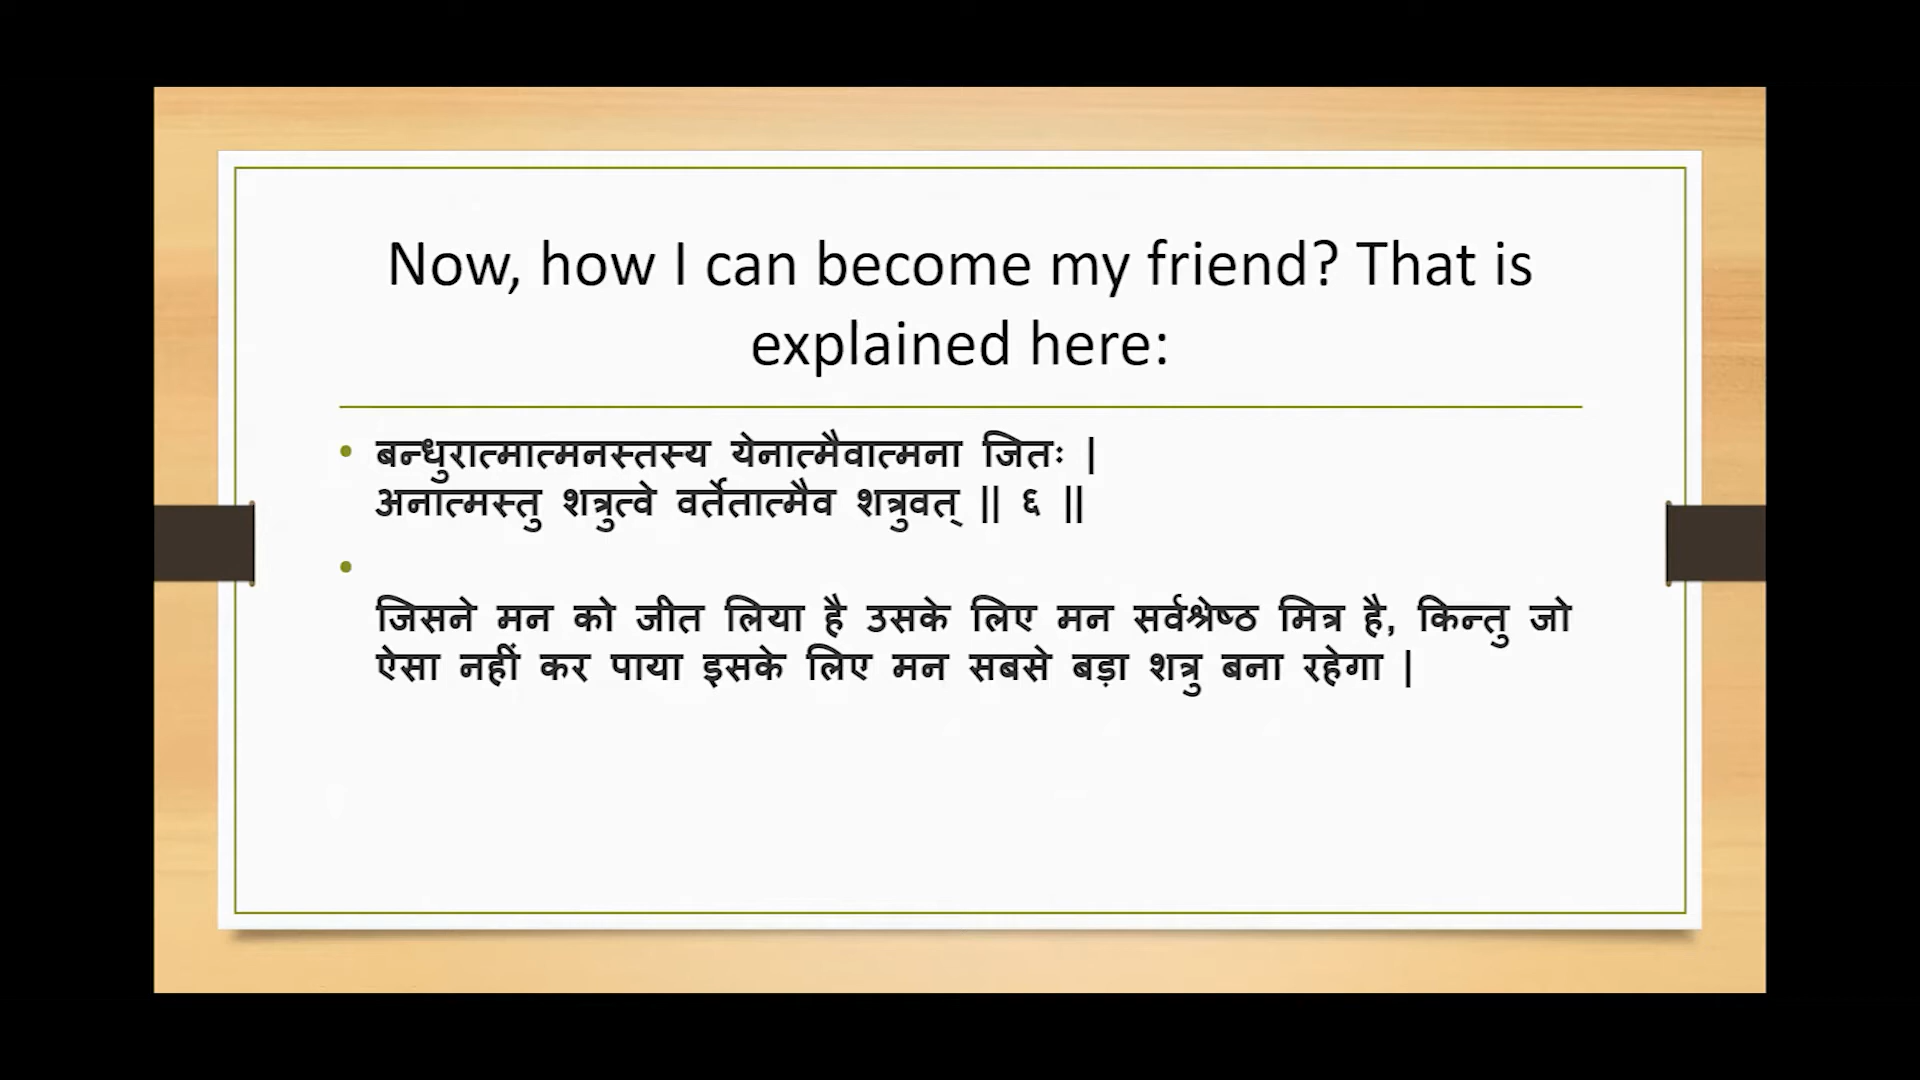 Now, how I can become my friend? That is
explained here:
बन्धुरात्मात्मनस्तस्य येनात्मैवात्मना जितः |
अनात्मस्तु शत्रुत्वे वर्तेतात्मैव शत्रुवत् || ६ ||
जिसने मन को जीत लिया है उसके लिए मन सर्वश्रेष्ठ मित्र है, किन्तु जो
ऐसा नहीं कर पाया इसके लिए मन सबसे बड़ा शत्रु बना रहेगा |